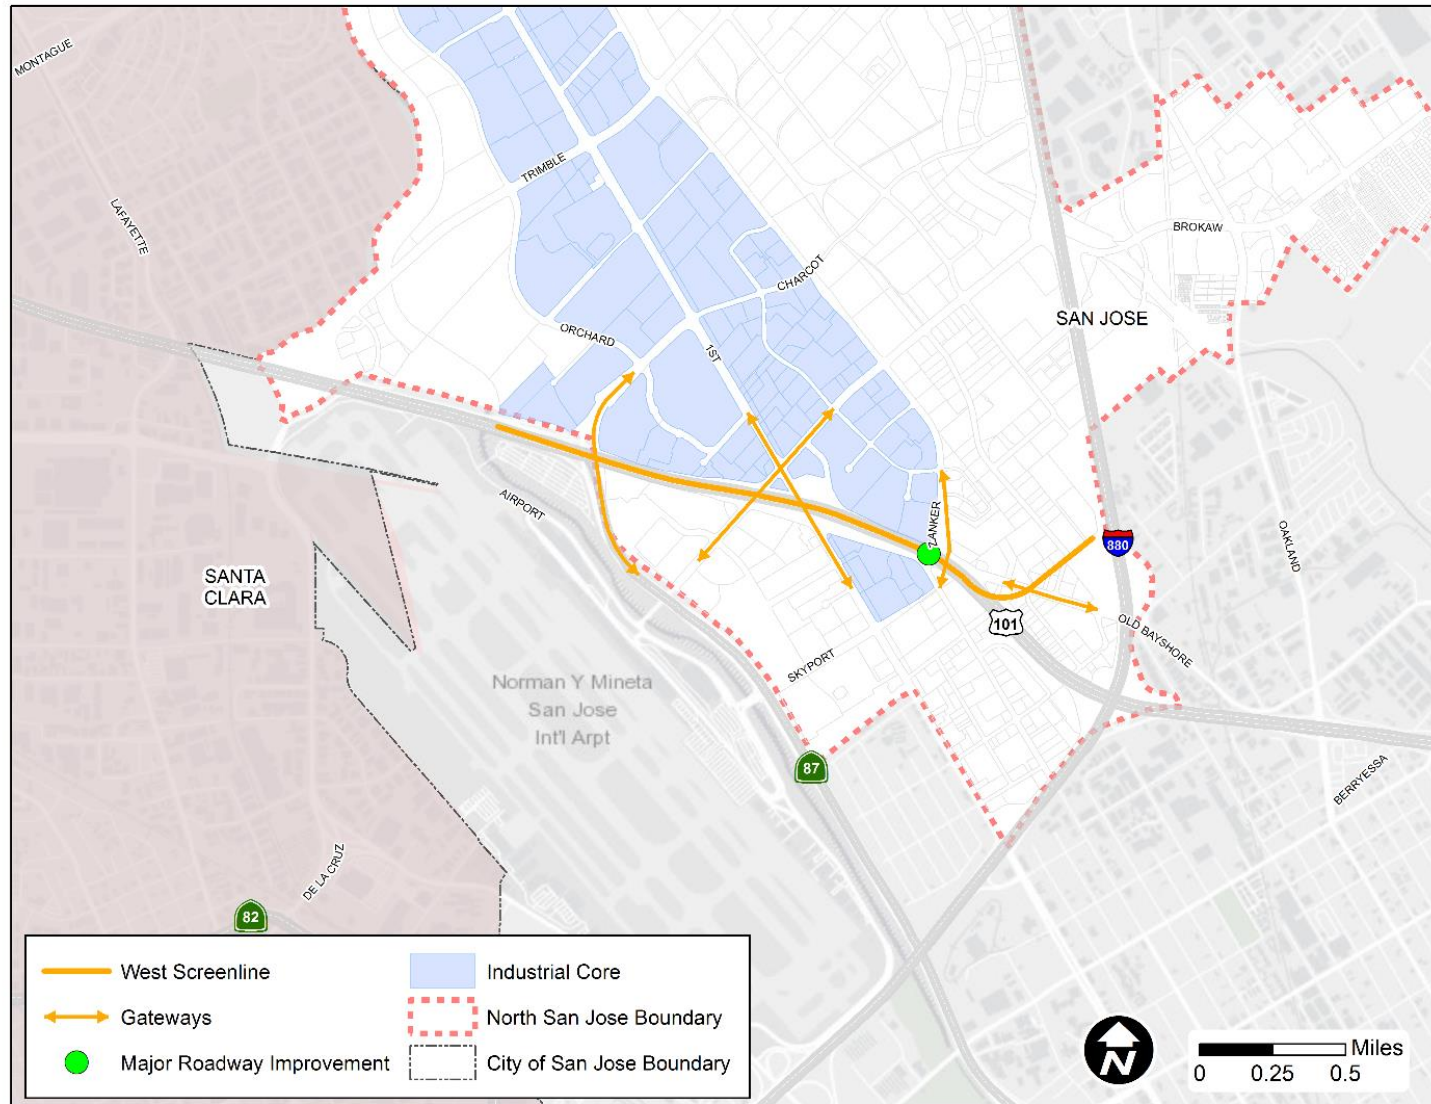 MONTAGUE
LAFAYETTE
TRIMBLE
BROKAW
CHARCOT
SAN JOSE
ORCHARD
1ST
AIRPORT
ZANKER
880
OAKLAND
SANTA
CLARA
101
OLD BAYSHORE
SKYPORT
Norman Y Mineta
San Jose
Int'l Arpt
87
BERRYESSA
DE LA CRUZ
82
West Screenline
Industrial Core
Gateways
North San Jose Boundary
Major Roadway Improvement
City of San Jose Boundary
N
Miles
0 0.25 0.5